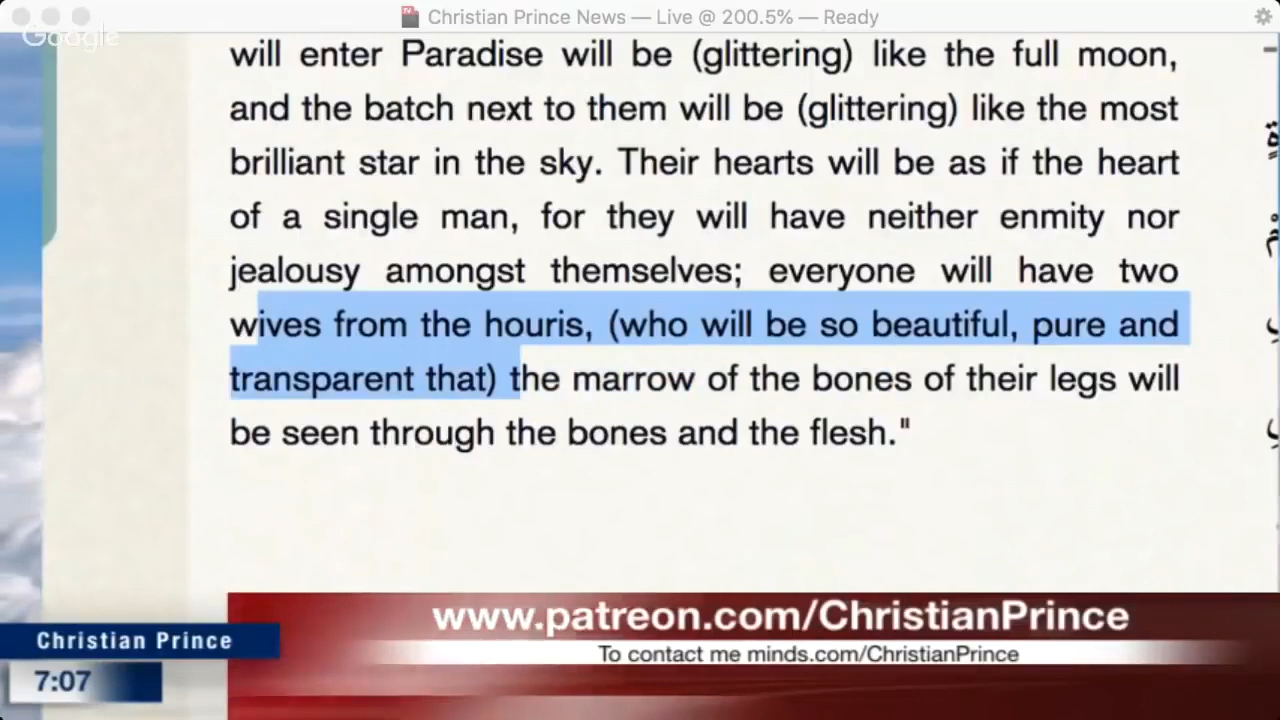 Christian Prince News — Live @ 200.5% — Ready
Google
will enter Paradise will be (glittering) like the full moon,
and the batch next to them will be (glittering) like the most
brilliant star in the sky. Their hearts will be as if the heart
of a single man, for they will have neither enmity nor
jealousy amongst themselves; everyone will have two
wives from the houris, (who will be so beautiful, pure and
transparent that) the marrow of the bones of their legs will
be seen through the bones and the flesh."
www.patreon.com/ChristianPrince
Christian Prince
To contact me minds.com/ChristianPrince
7:07